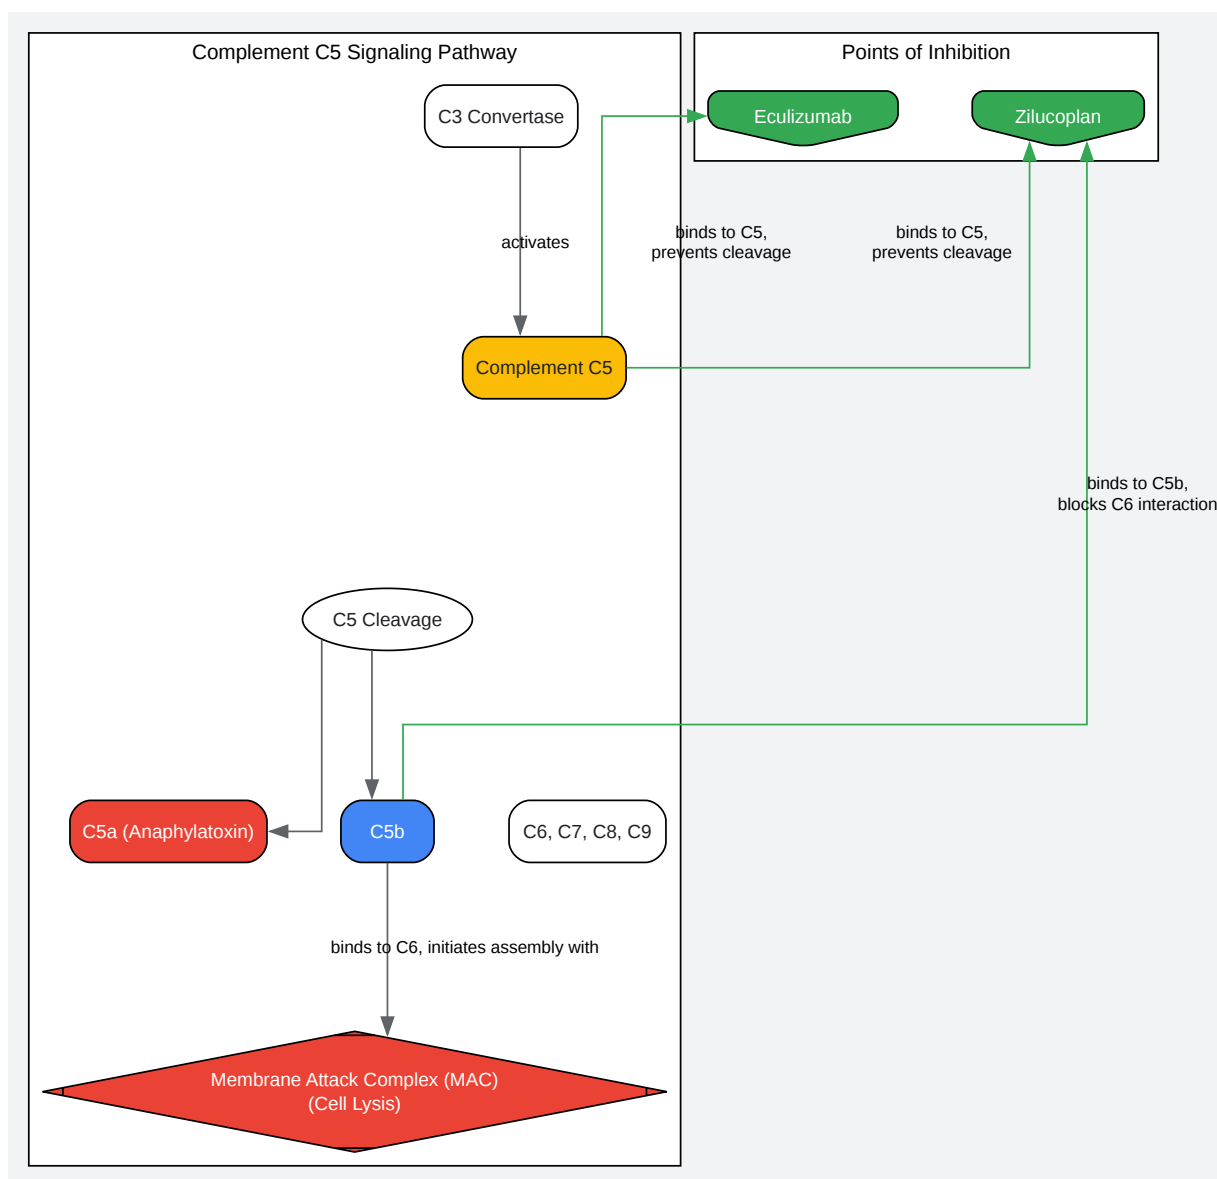 Complement C5 Signaling Pathway
Points of Inhibition
C3 Convertase
Eculizumab
Zilucoplan
activates
binds to C5,
prevents cleavage
binds to C5,
prevents cleavage
Complement C5
binds to C5b,
blocks C6 interaction
C5 Cleavage
C5a (Anaphylatoxin)
C5b
C6, C7, C8, C9
binds to C6, initiates assembly with
Membrane Attack Complex (MAC)
(Cell Lysis)